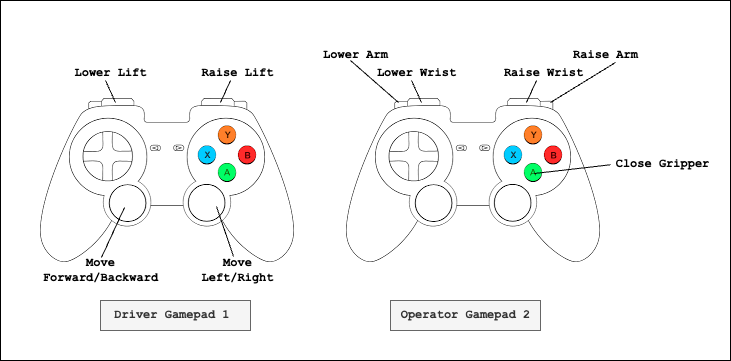 Lower Lift
Raise Lift
Y
X
B
A
Move
Forward/Backward
Move
Left/Right
Driver Gamepad 1
Lower Arm
Raise Arm
Lower Wrist
Raise Wrist
Y
X
B
A
Close Gripper
Operator Gamepad 2